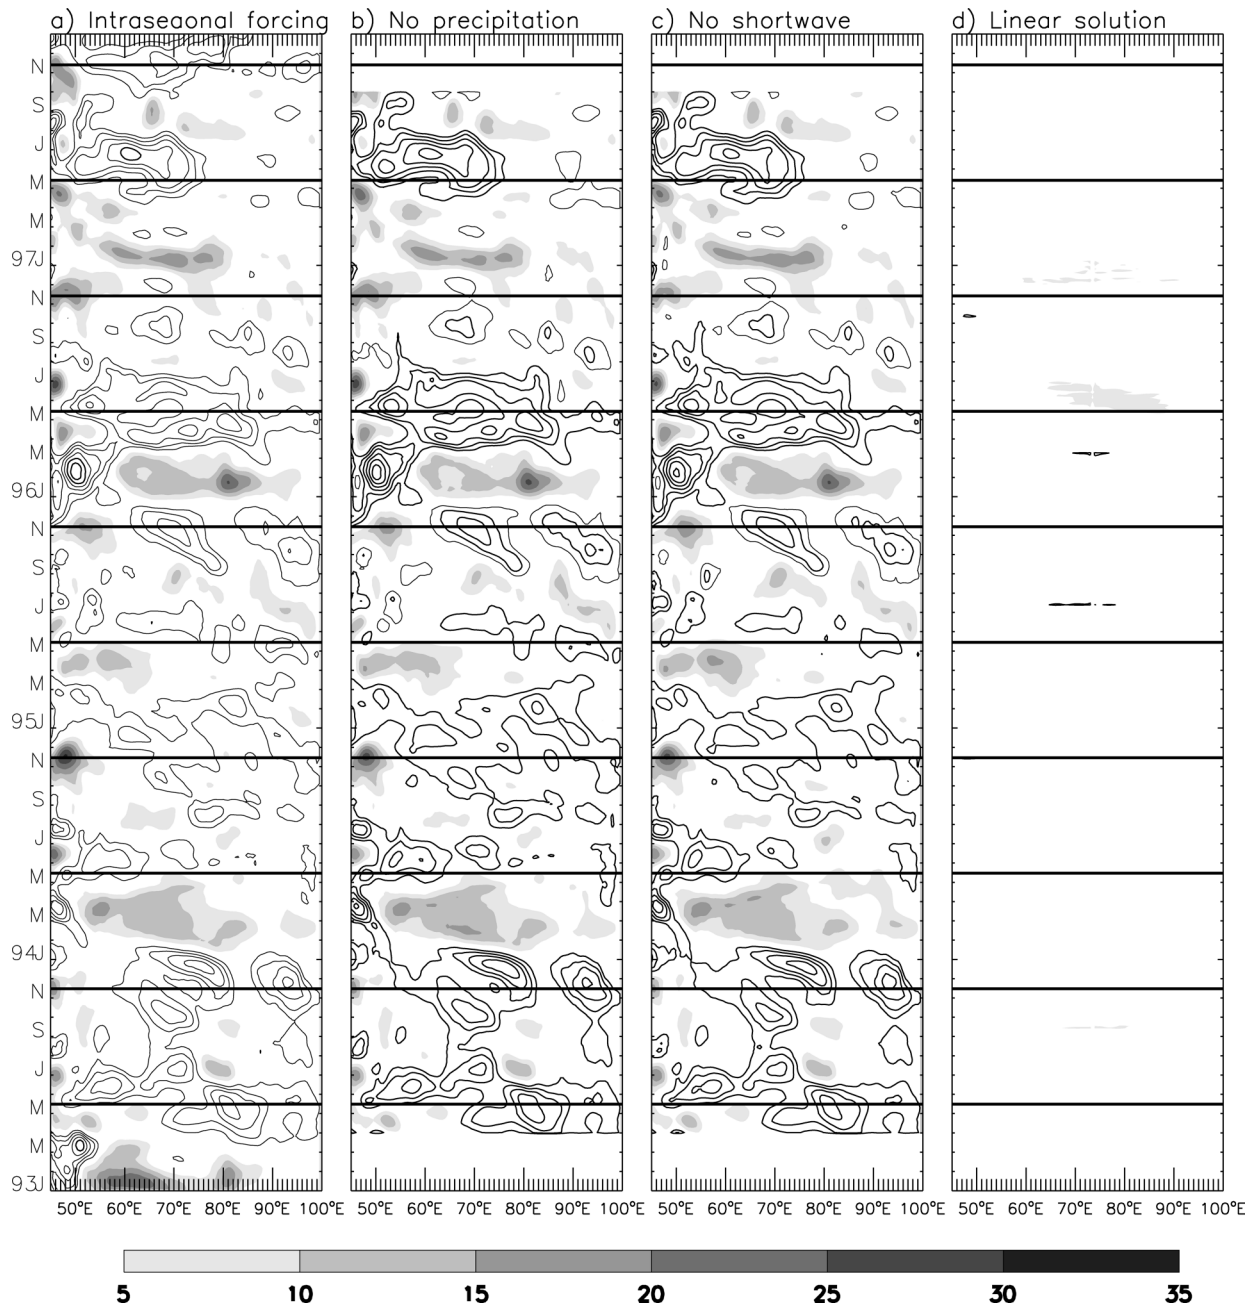 a) Intraseaonal forcing b) No precipitation c) No shortwave d) Linear solution
N
S
J
M
M
97J
N
S
J
M
M
96J
N
S
J
M
M
95J
N
S
J
M
M
94J
N
S
J
M
M
93J
50°E 60°E 70°E 80°E 90°E 100°E 50°E 60°E 70°E 80°E 90°E 100°E 50°E 60°E 70°E 80°E 90°E 100°E 50°E 60°E 70°E 80°E 90°E 100°E
5 10 15 20 25 30 35